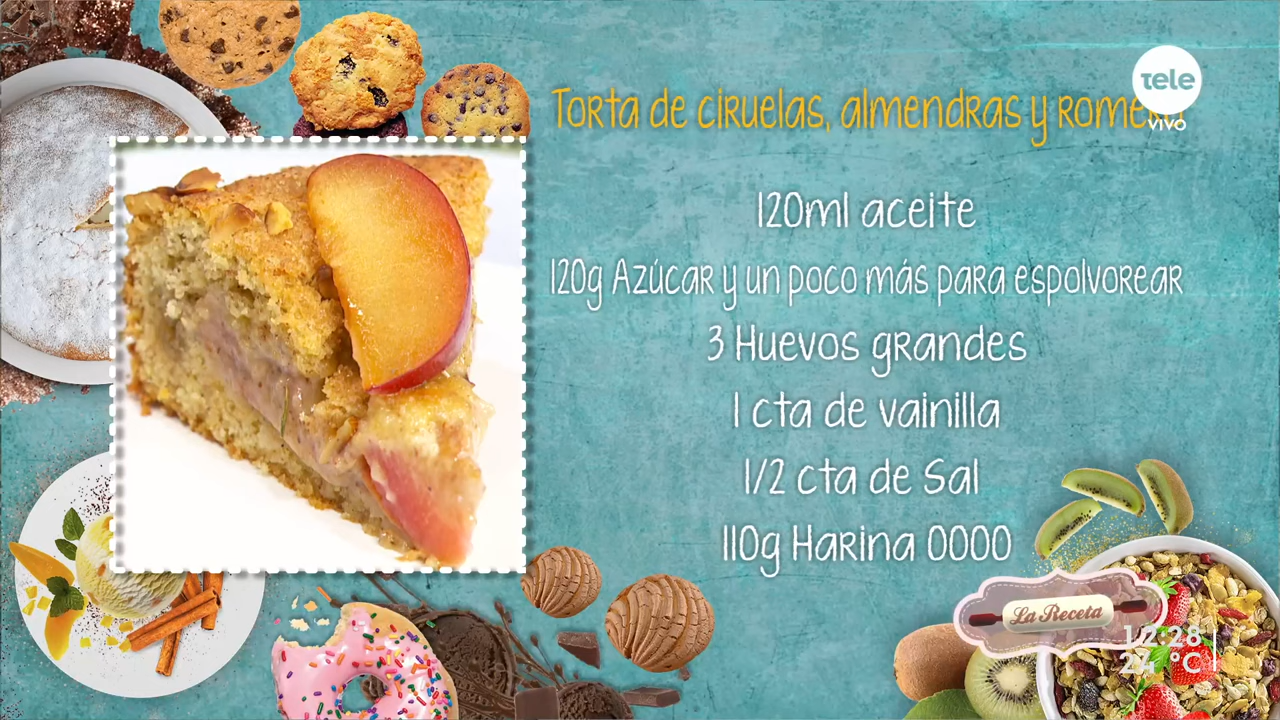 Torta de ciruelas, almendras y
tele
VIVO
120ml aceite
120g Azúcar y un poco más para espolvorear
3 Huevos grandes
1 cta de vainilla
1/2 cta de Sal
110g Harina 0000
La Receta
12:28
24 °C